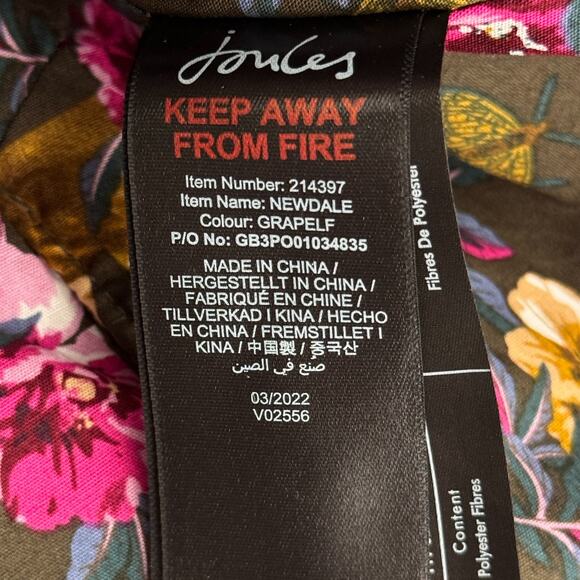 Joules
KEEP AWAY
FROM FIRE
Item Number: 214397
Item Name: NEWDALE
Colour: GRAPELF
P/O No: GB3PO01034835
MADE IN CHINA /
HERGESTELLT IN CHINA /
FABRIQUÉ EN CHINE /
TILLVERKAD I KINA / HECHO
EN CHINA / FREMSTILLET I
KINA / 中国製 / 중국산
صنع في الصين
03/2022
V02556
Fibres De Polyester
Content
Polyester Fibres